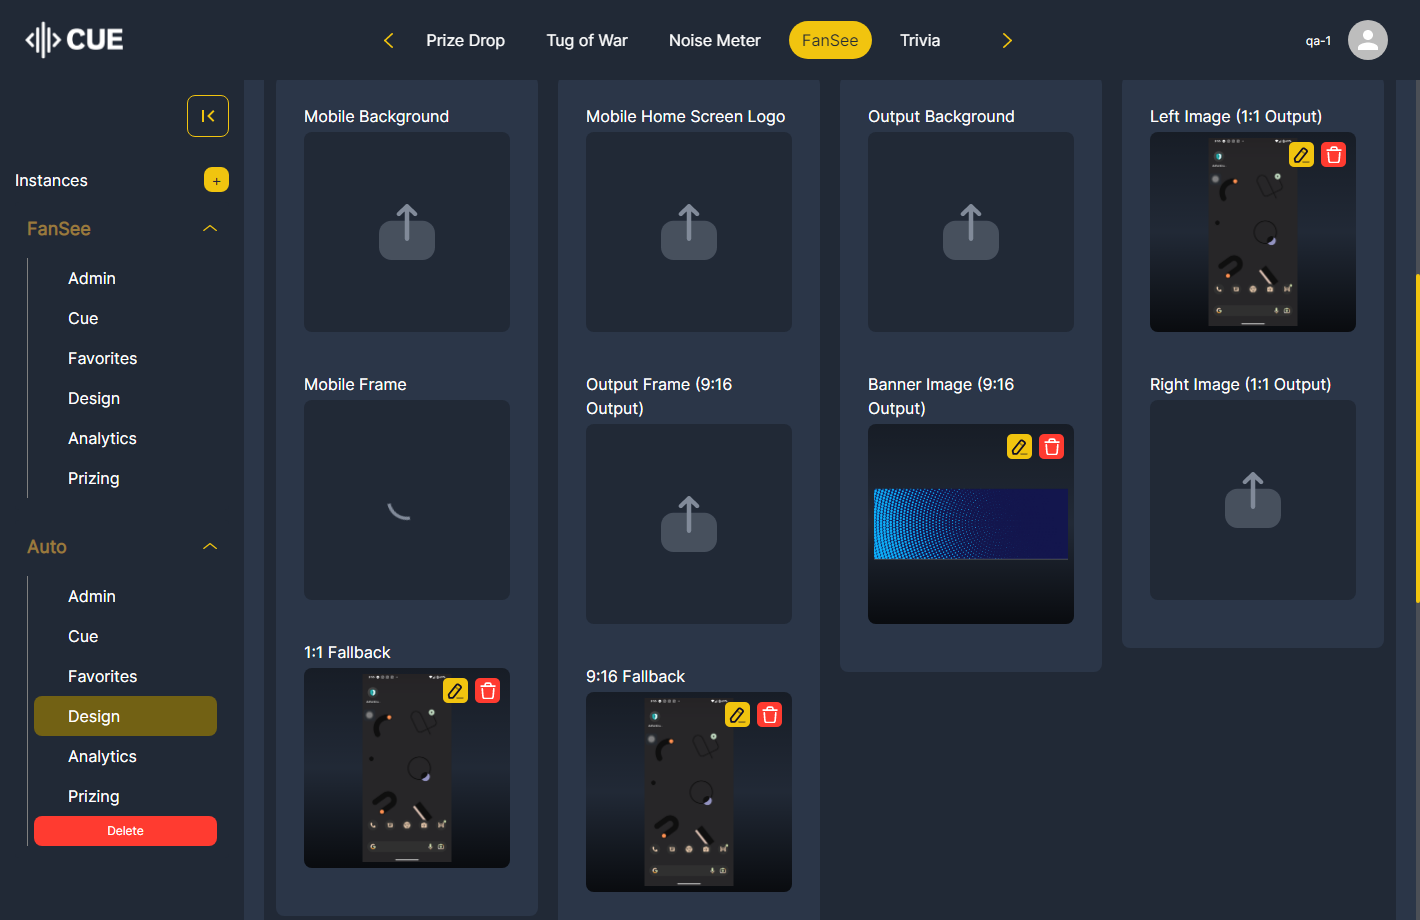 CUE
Prize Drop
Tug of War
Noise Meter
FanSee
Trivia
qa-1
Instances
+
FanSee
Admin
Cue
Favorites
Design
Analytics
Prizing
Auto
Admin
Cue
Favorites
Design
Analytics
Prizing
Delete
Mobile Background
Mobile Frame
1:1 Fallback
Mobile Home Screen Logo
Output Frame (9:16
Output)
9:16 Fallback
Output Background
Banner Image (9:16
Output)
Left Image (1:1 Output)
Right Image (1:1 Output)